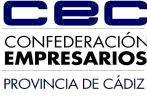 cec
CONFEDERACIÓN
EMPRESARIOS
PROVINCIA DE CÁDIZ